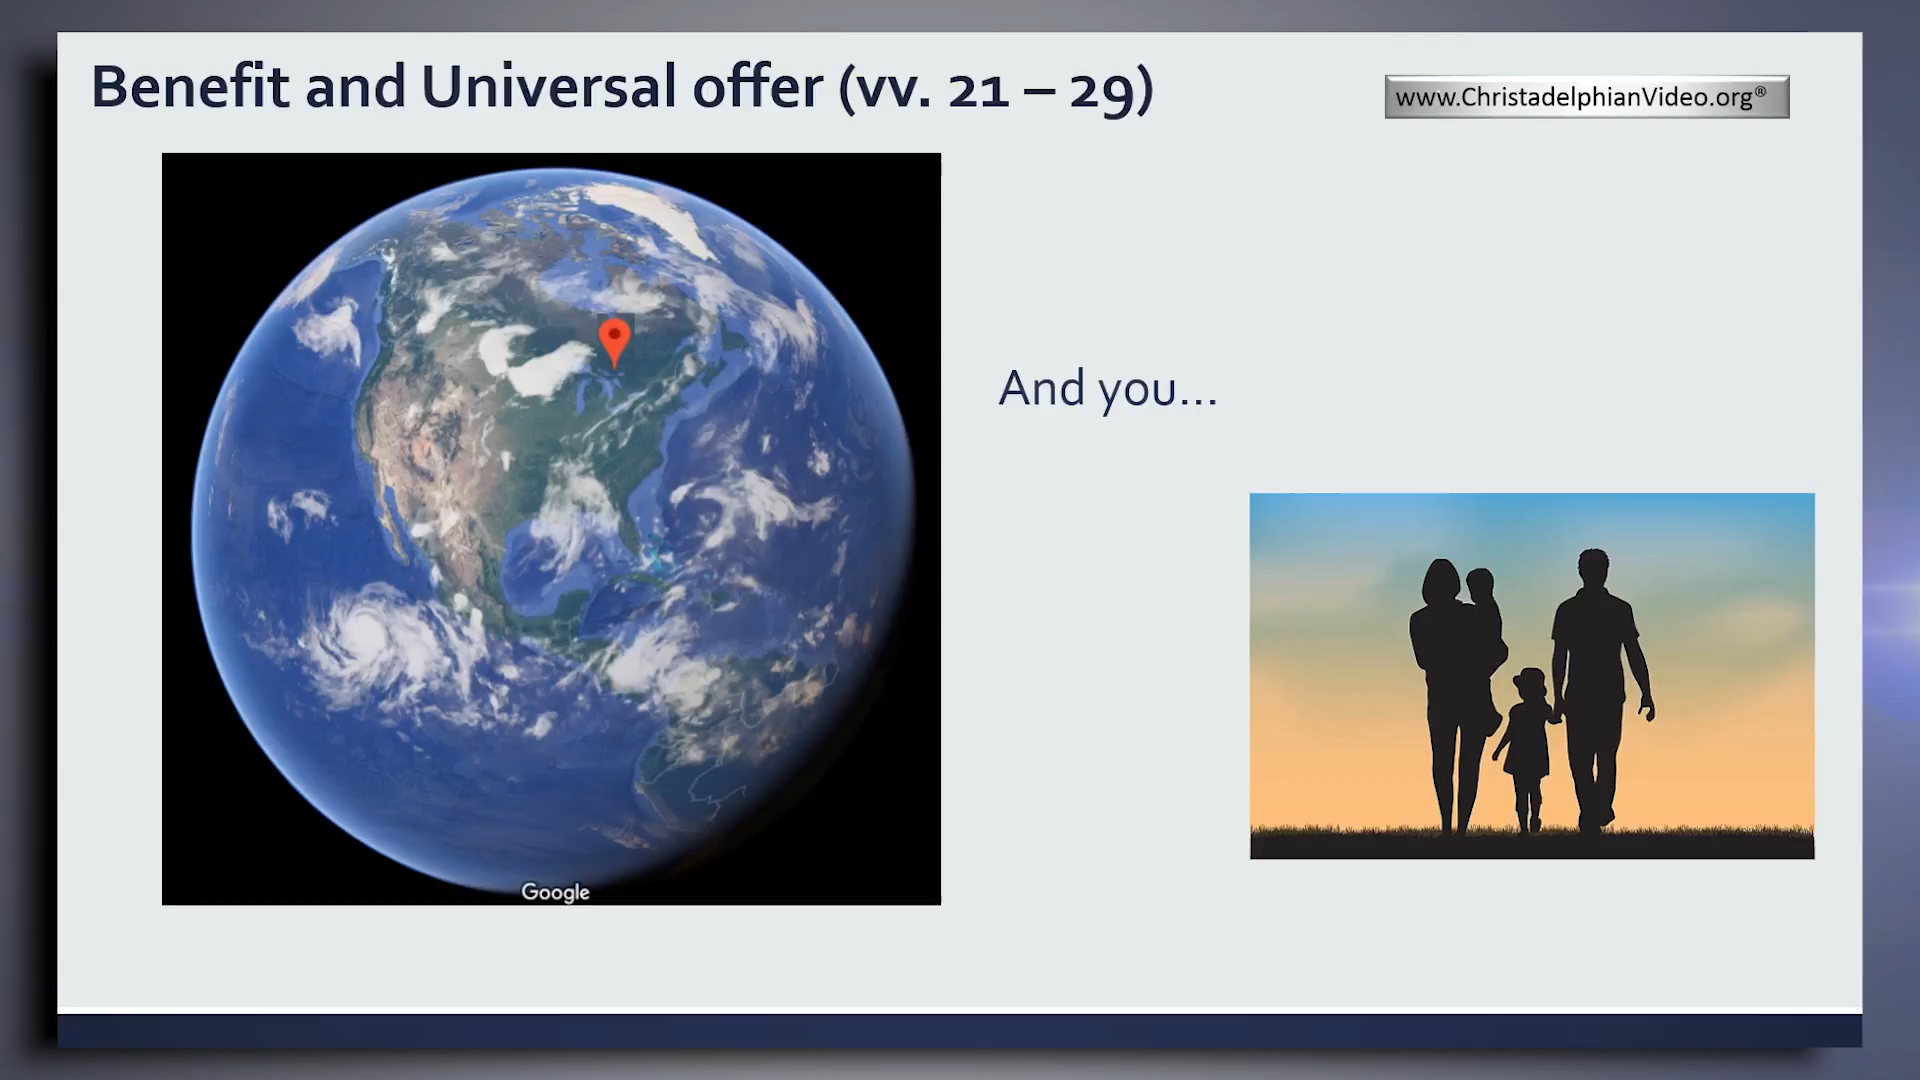 Benefit and Universal offer (vv. 21 – 29)
www.ChristadelphianVideo.org®
And you...
Google